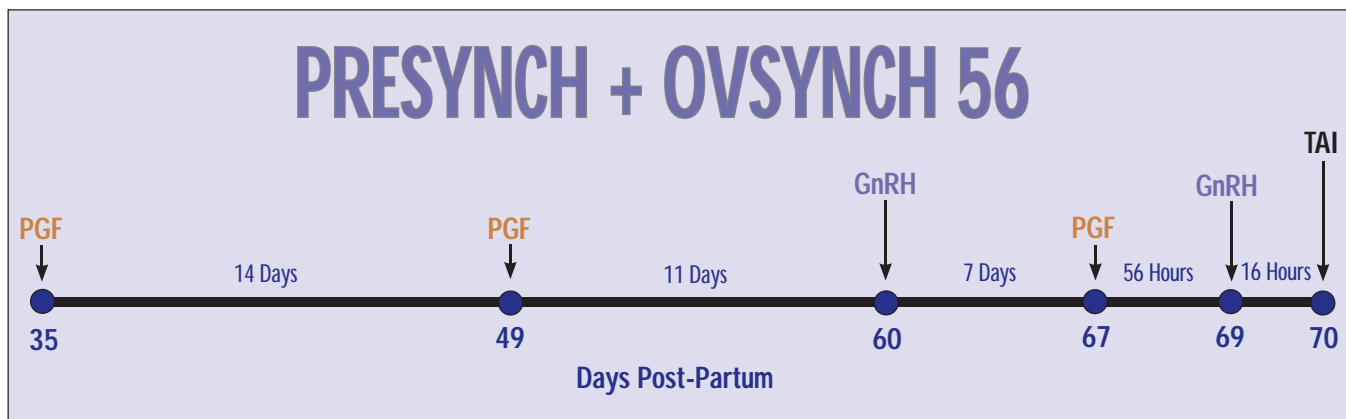 PRESYNCH + OVSYNCH 56
TAI
GnRH
GnRH
PGF
PGF
PGF
14 Days
11 Days
7 Days
56 Hours
16 Hours
35
49
60
67
69
70
Days Post-Partum